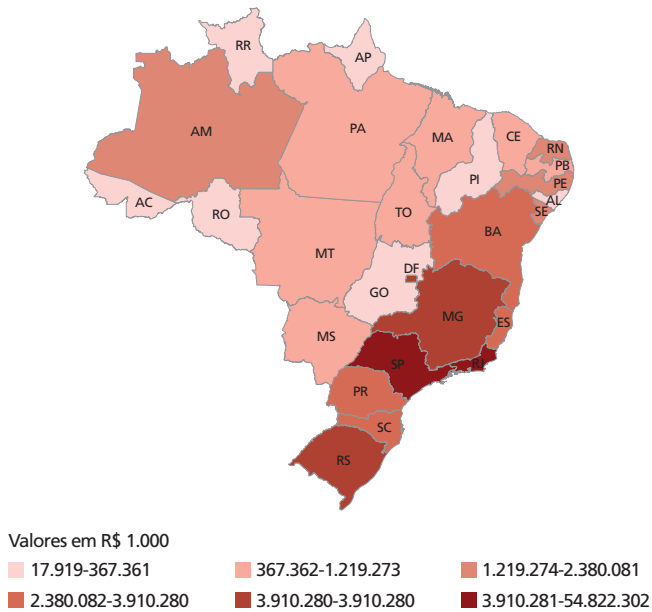 RR
AP
AM
PA
MA
CE
RN
PB
PI
PE
AC
AL
TO
SE
RO
BA
MT
DF
GO
MG
ES
MS
SP
RJ
PR
SC
RS
Valores em R$ 1.000
17.919-367.361 367.362-1.219.273 1.219.274-2.380.081
2.380.082-3.910.280 3.910.280-3.910.280 3.910.281-54.822.302